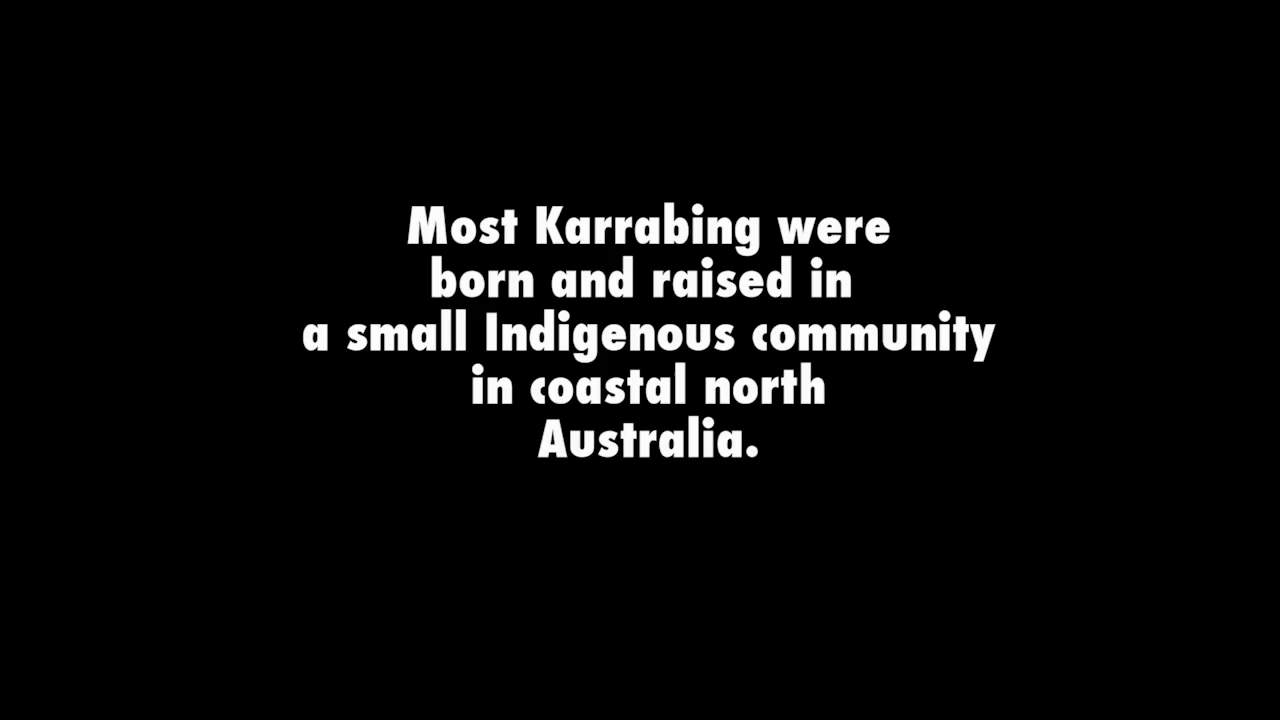 Most Karrabing were
born and raised in
a small Indigenous community
in coastal north
Australia.